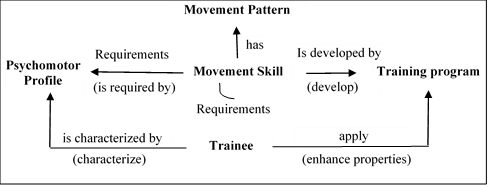 Movement Pattern
has
Psychomotor
Profile
Requirements
(is required by)
Movement Skill
Requirements
Is developed by
(develop)
Training program
is characterized by
(characterize)
Trainee
apply
(enhance properties)